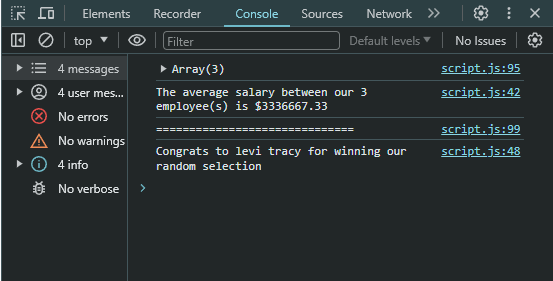 Elements Recorder Console Sources Network
top Filter Default levels No Issues
4 messages
4 user mes...
No errors
No warnings
4 info
No verbose
Array(3) script.js:95
The average salary between our 3 script.js:42
employee(s) is $3336667.33
============================== script.js:99
Congrats to levi tracy for winning our script.js:48
random selection